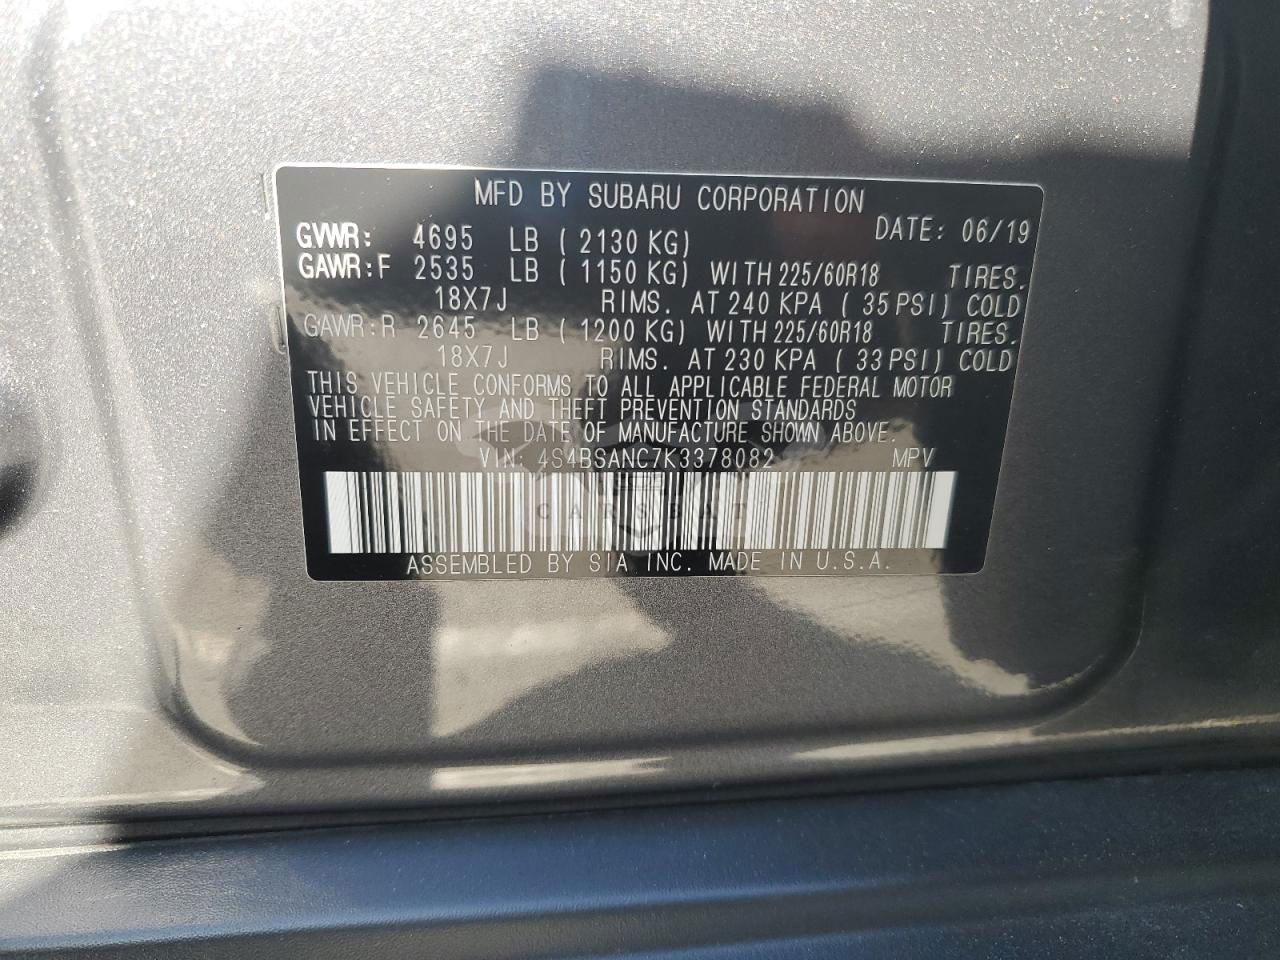 MFD BY SUBARU CORPORATION
GVWR: 4695 LB ( 2130 KG) DATE: 06/19
GAWR:F 2535 LB ( 1150 KG) WITH 225/60R18 TIRES.
18X7J RIMS. AT 240 KPA ( 35 PSI) COLD
GAWR:R 2645 LB ( 1200 KG) WITH 225/60R18 TIRES.
18X7J RIMS. AT 230 KPA ( 33 PSI) COLD
THIS VEHICLE CONFORMS TO ALL APPLICABLE FEDERAL MOTOR
VEHICLE SAFETY AND THEFT PREVENTION STANDARDS
IN EFFECT ON THE DATE OF MANUFACTURE SHOWN ABOVE.
VIN: 4S4BSANC7K3378082 MPV
CARSBAT
ASSEMBLED BY SIA INC. MADE IN U.S.A.